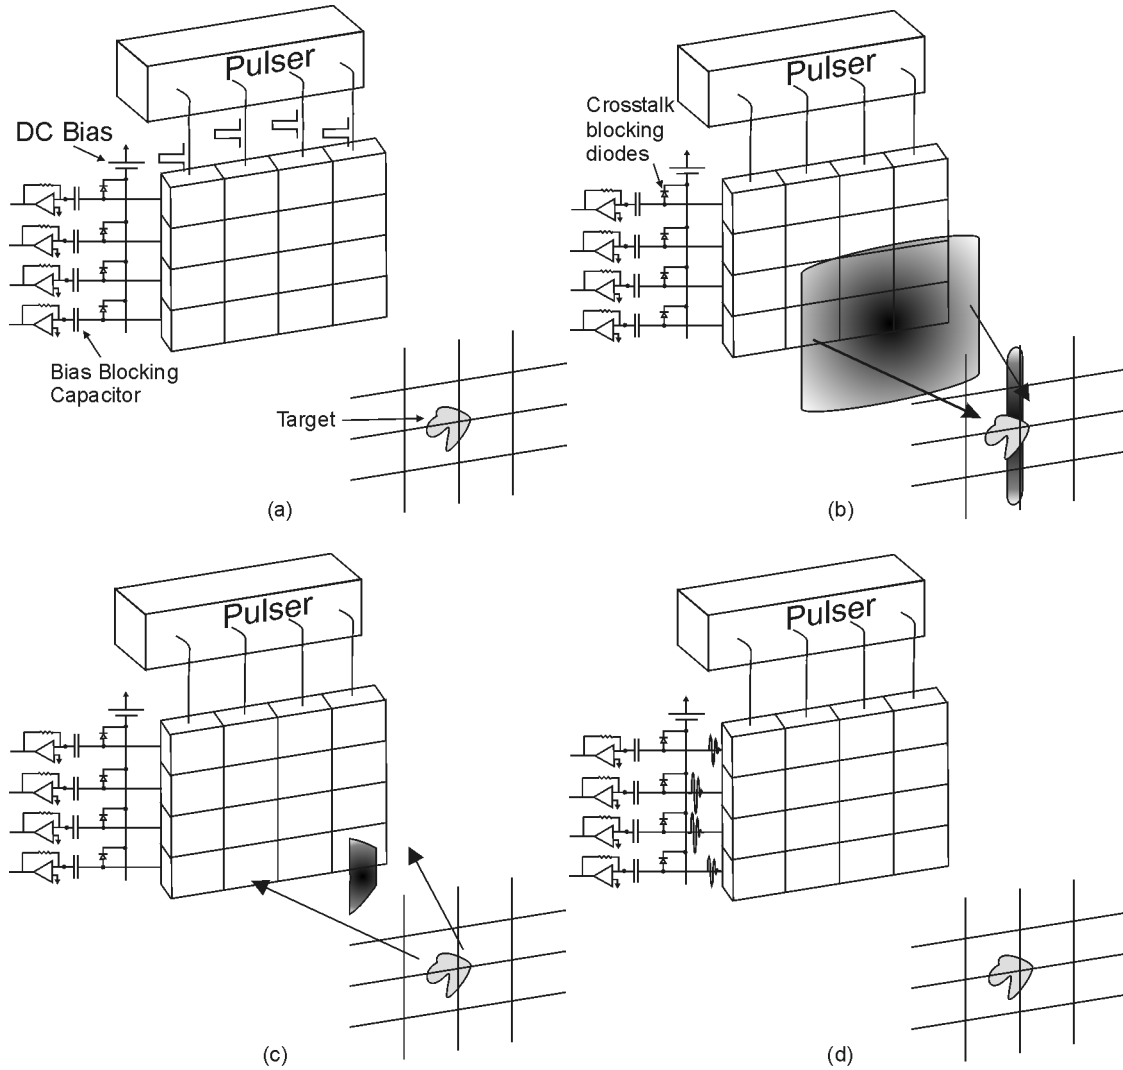 Pulser
DC Bias
Bias Blocking
Capacitor
Target
(a)
Pulser
Crosstalk
blocking
diodes
(b)
Pulser
(c)
Pulser
(d)